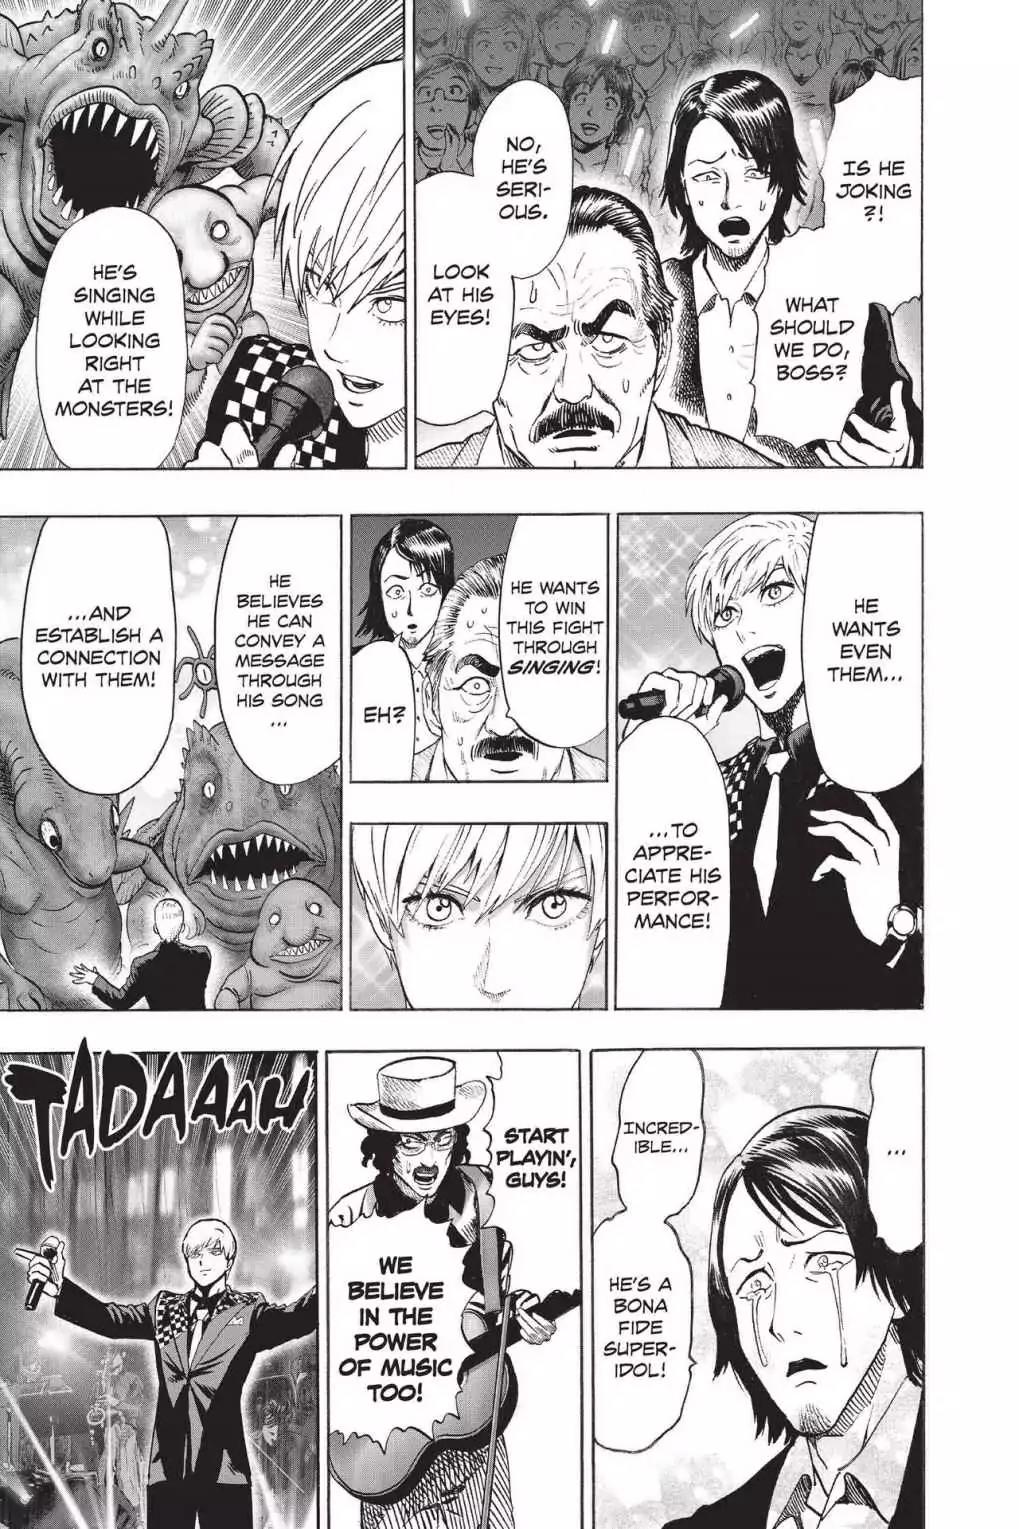 IS HE
JOKING
?!
WHAT
SHOULD
WE DO,
BOSS?
NO,
HE'S
SERI-
OUS.
LOOK
AT HIS
EYES!
HE'S
SINGING
WHILE
LOOKING
RIGHT
AT THE
MONSTERS!
HE
WANTS
EVEN
THEM...
...TO
APPRE-
CIATE HIS
PERFOR-
MANCE!
HE WANTS
TO WIN
THIS FIGHT
THROUGH
SINGING!
EH?
HE
BELIEVES
HE CAN
CONVEY A
MESSAGE
THROUGH
HIS SONG
...
...AND
ESTABLISH A
CONNECTION
WITH THEM!
...
INCRED-
IBLE...
HE'S A
BONA
FIDE
SUPER-
IDOL!
START
PLAYIN',
GUYS!
WE
BELIEVE
IN THE
POWER
OF MUSIC
TOO!
TADAAAAH